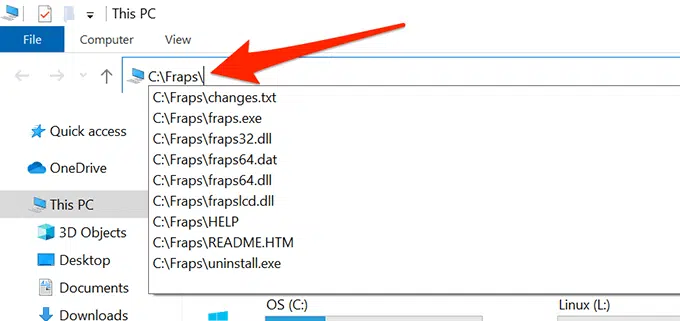 This PC
File
Computer
View
C:\Fraps\
C:\Fraps\changes.txt
C:\Fraps\fraps.exe
C:\Fraps\fraps32.dll
C:\Fraps\fraps64.dat
C:\Fraps\fraps64.dll
C:\Fraps\frapslcd.dll
C:\Fraps\HELP
C:\Fraps\README.HTM
C:\Fraps\uninstall.exe
Quick access
OneDrive
This PC
3D Objects
Desktop
Documents
Downloads
OS (C:)
Linux (L:)